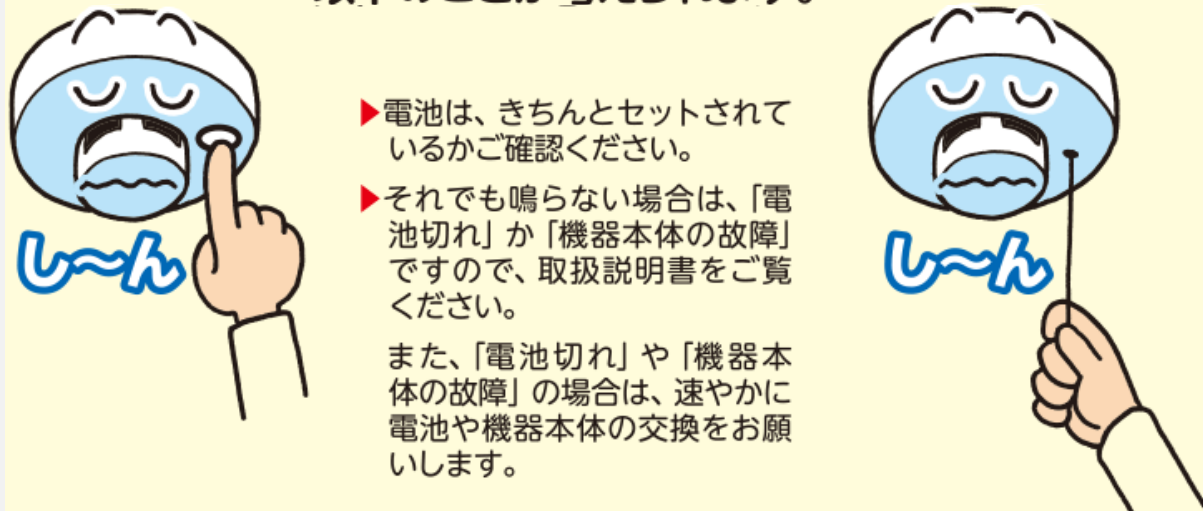 ▶電池は、きちんとセットされて
いるかご確認ください。
▶それでも鳴らない場合は、「電
池切れ」か「機器本体の故障」
ですので、取扱説明書をご覧
ください。
また、「電池切れ」や「機器本
体の故障」の場合は、速やかに
電池や機器本体の交換をお願
いします。
し〜ん
し〜ん